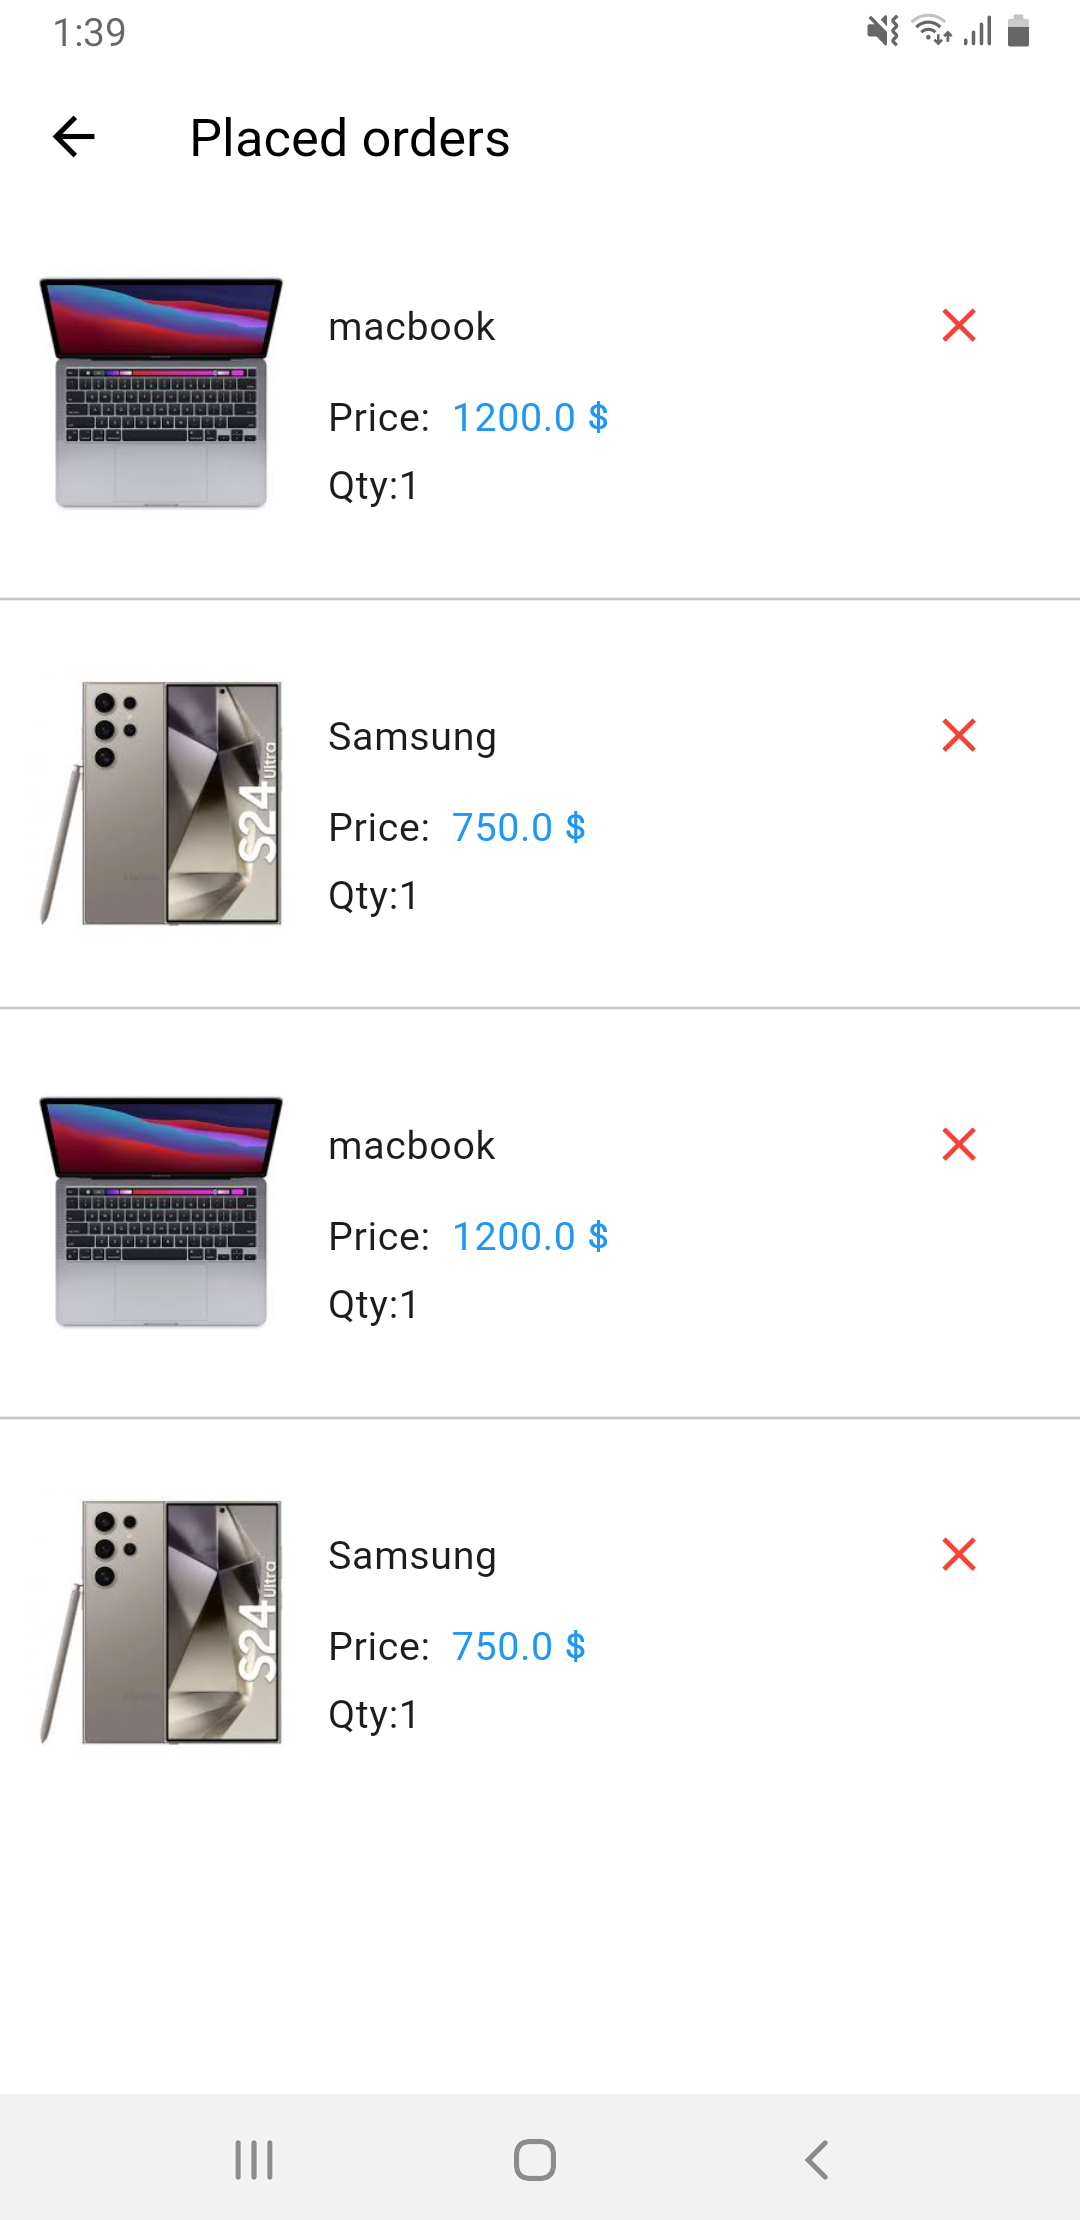 1:39
Placed orders
macbook
Price: 1200.0 $
Qty:1
Samsung
S24 Ultra
Price: 750.0 $
Qty:1
macbook
Price: 1200.0 $
Qty:1
Samsung
S24 Ultra
Price: 750.0 $
Qty:1